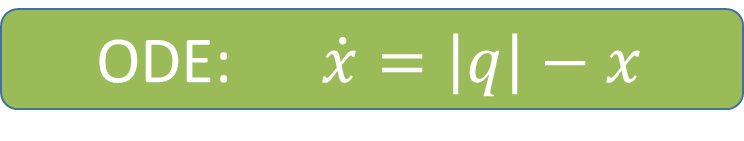 ODE: ẋ = |q| − x